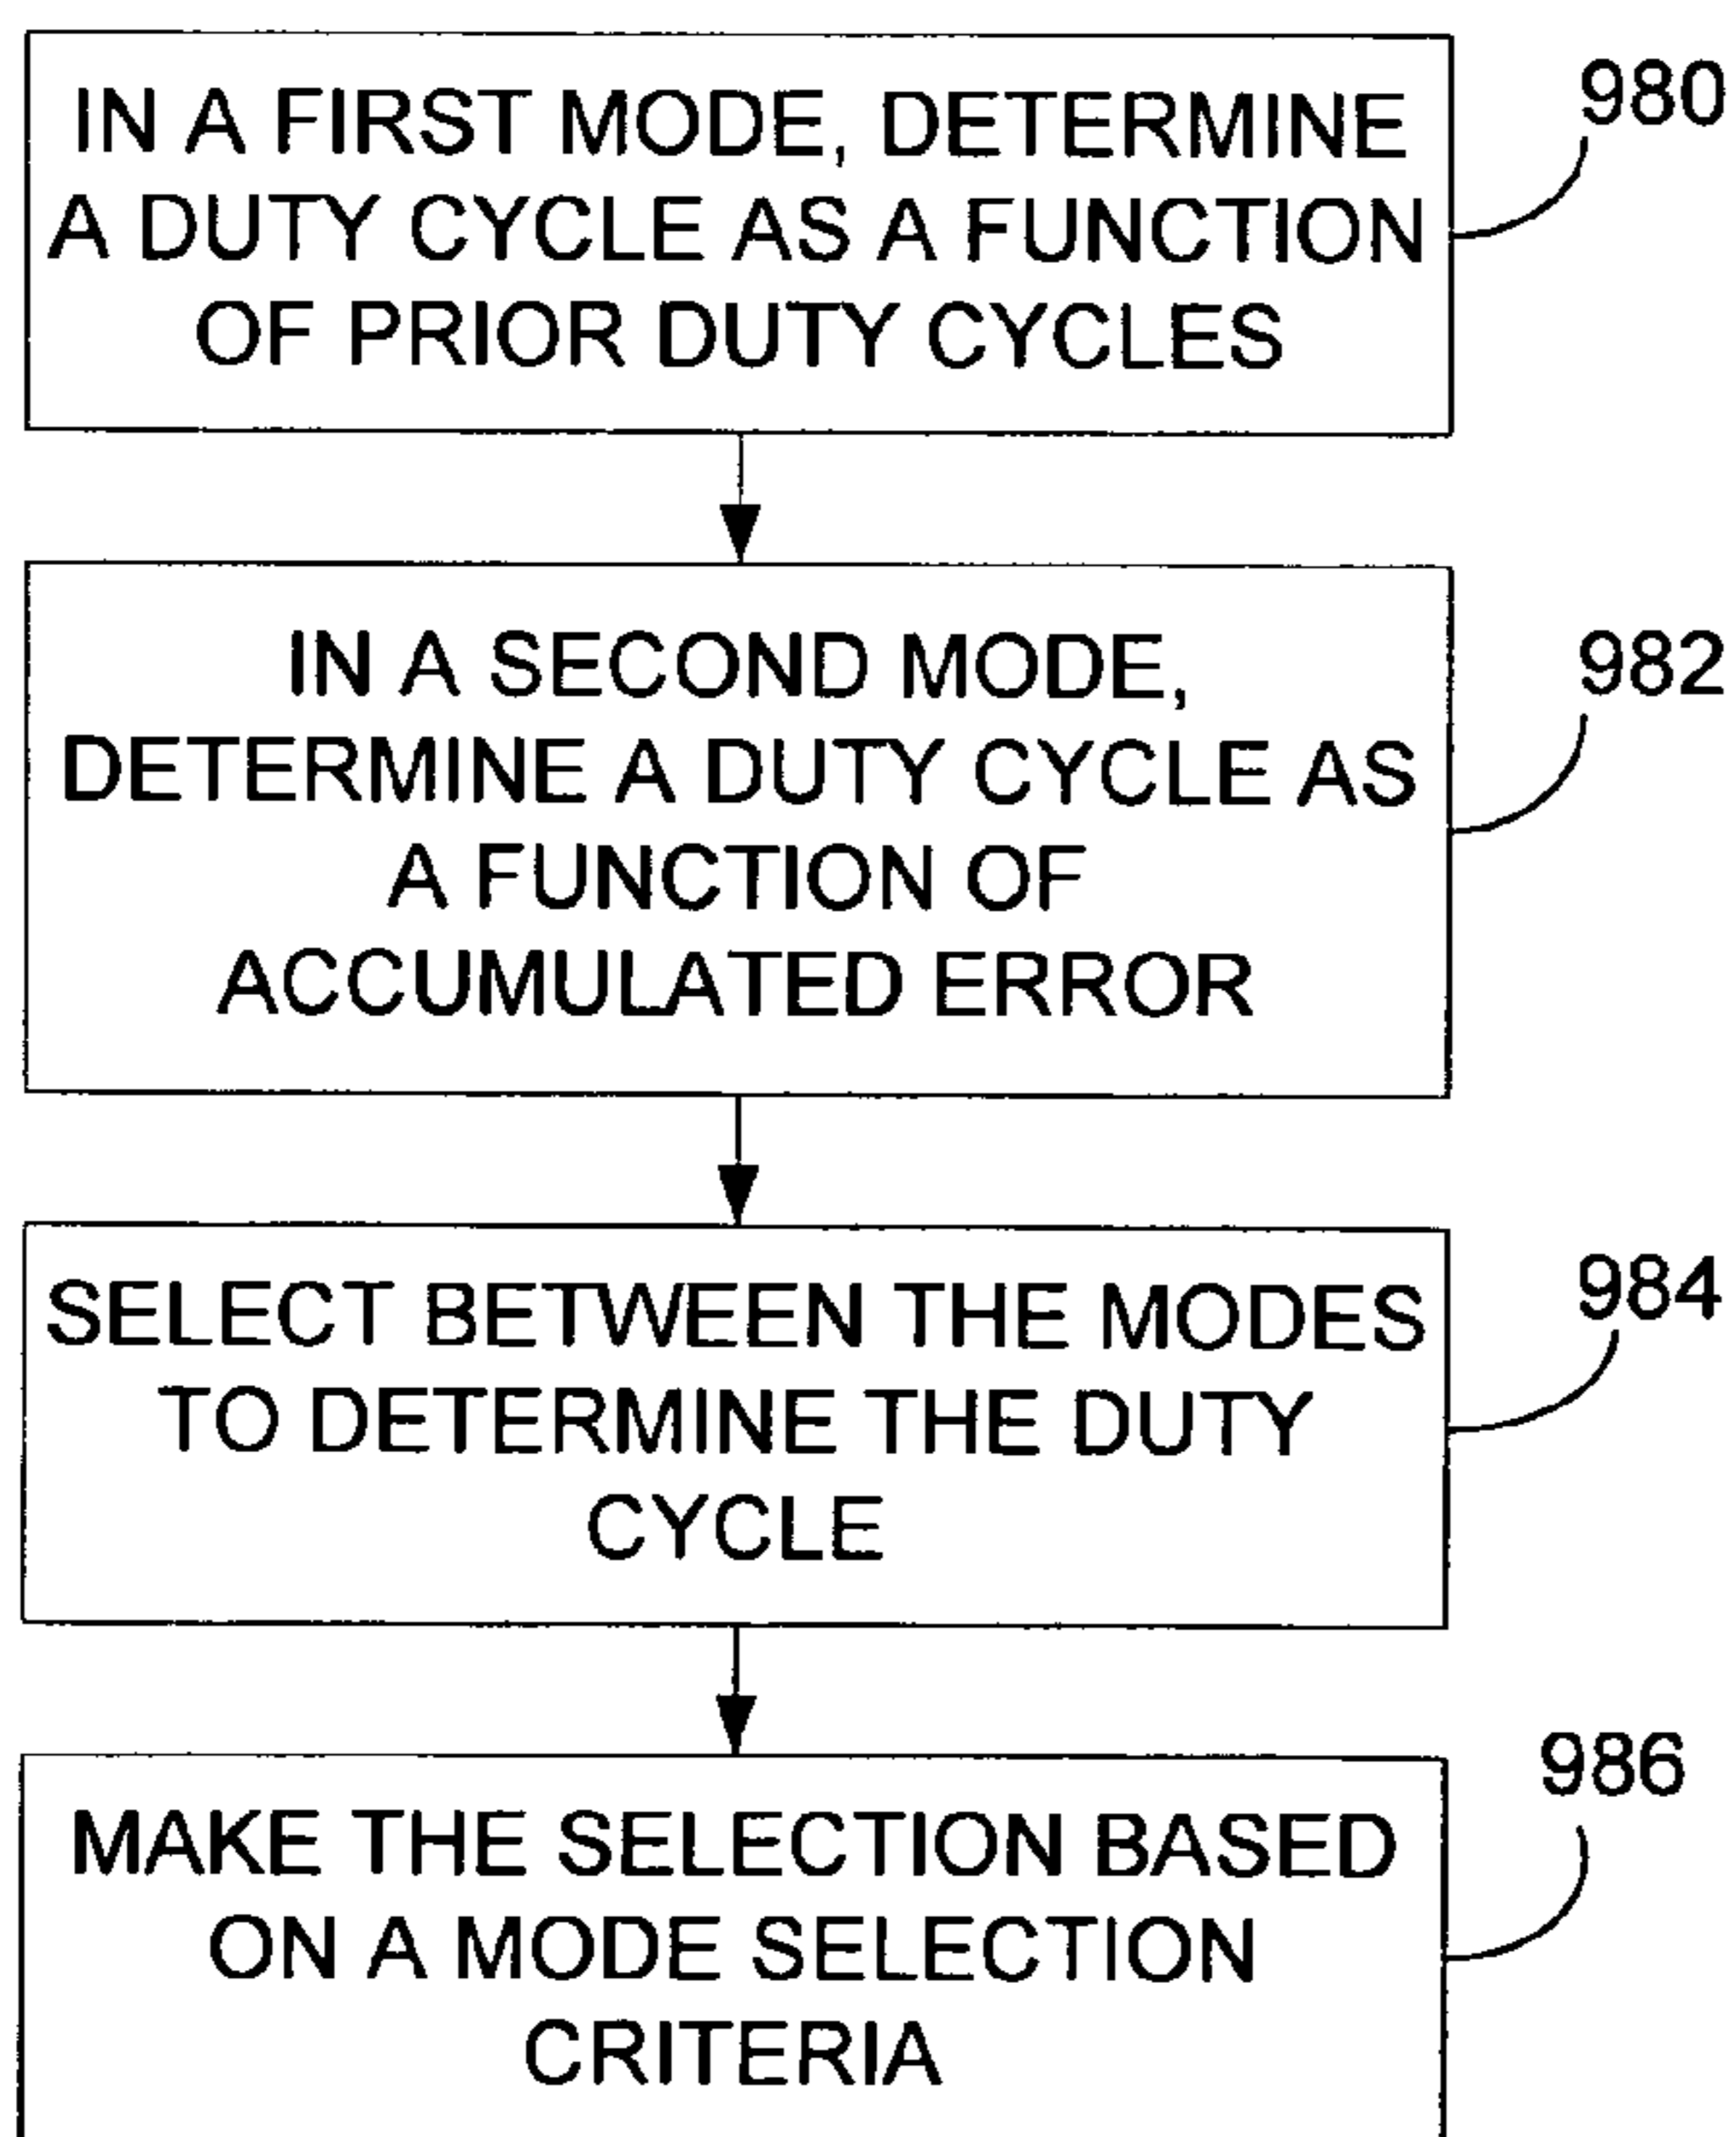 IN A FIRST MODE, DETERMINE
A DUTY CYCLE AS A FUNCTION
OF PRIOR DUTY CYCLES
980
IN A SECOND MODE,
DETERMINE A DUTY CYCLE AS
A FUNCTION OF
ACCUMULATED ERROR
982
SELECT BETWEEN THE MODES
TO DETERMINE THE DUTY
CYCLE
984
MAKE THE SELECTION BASED
ON A MODE SELECTION
CRITERIA
986